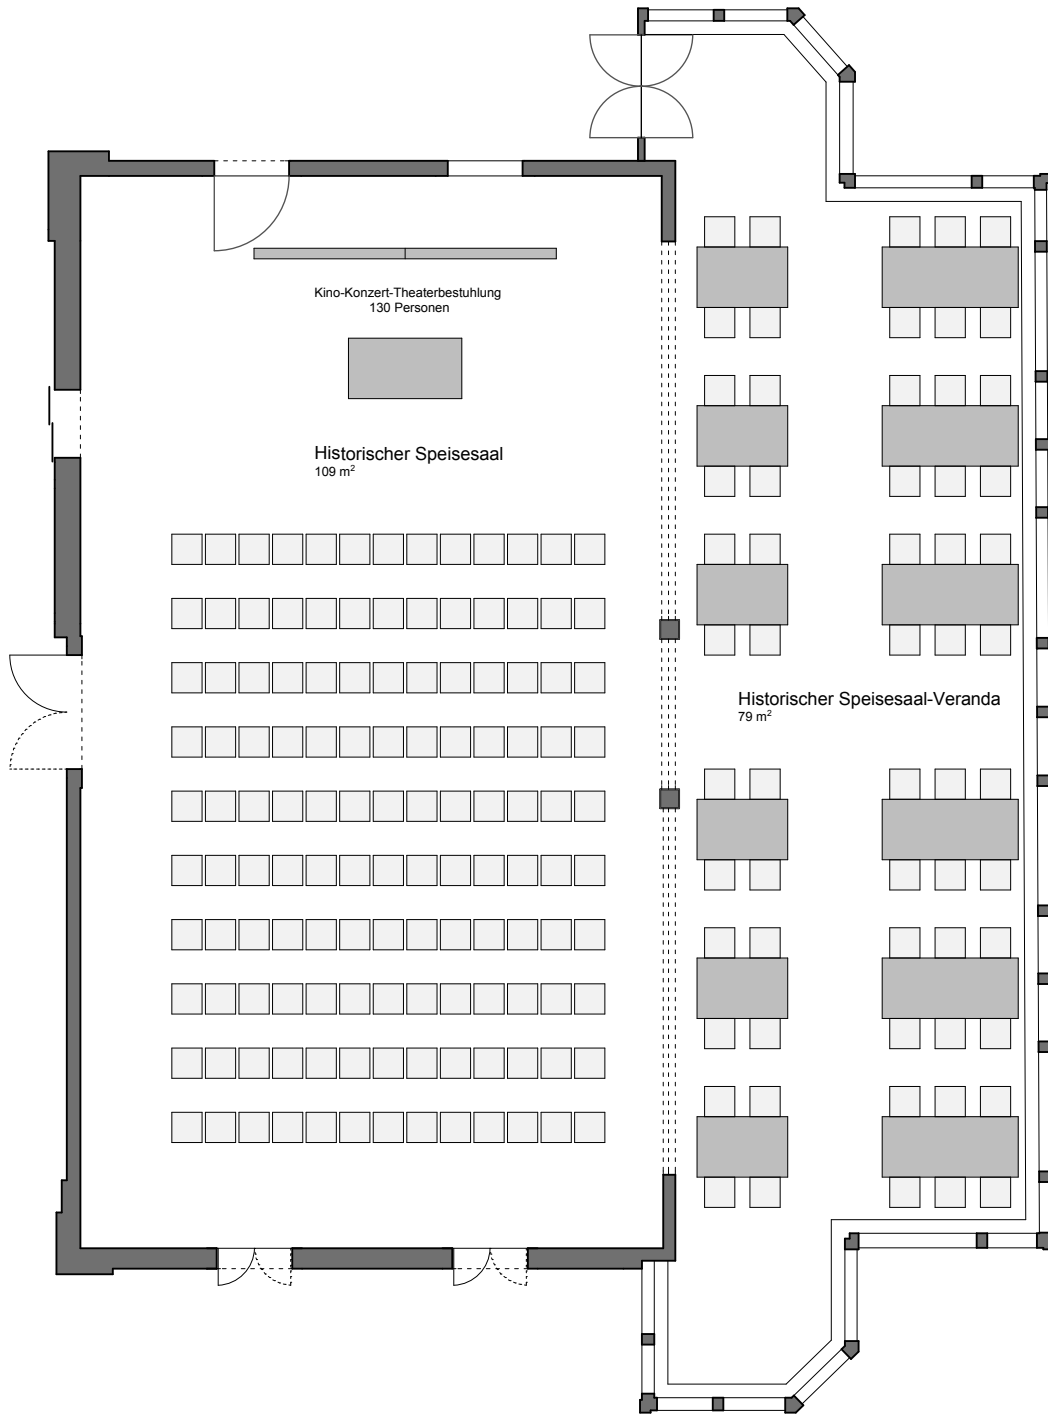 Kino-Konzert-Theaterbestuhlung
130 Personen
Historischer Speisesaal
109 m²
Historischer Speisesaal-Veranda
79 m²